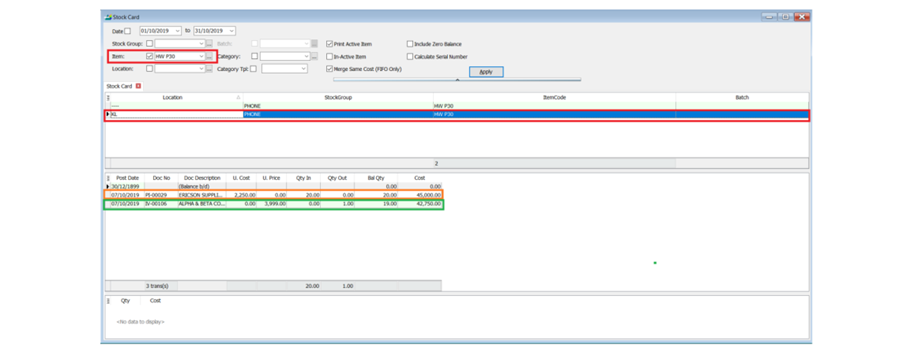 Stock Card
Date 01/10/2019 to 31/10/2019
Stock Group: ... Batch: ... Print Active Item Include Zero Balance
Item: HW P30 ... Category: ... In-Active Item Calculate Serial Number
Location: ... Category Tpl: Merge Same Cost (FIFO Only) Apply
Stock Card
Location StockGroup ItemCode Batch
---- PHONE HW P30
KL PHONE HW P30
2
Post Date Doc No Doc Description U. Cost U. Price Qty In Qty Out Bal Qty Cost
30/12/1899 (Balance b/d) 0.00 0.00
07/10/2019 PI-00029 ERICSON SUPPLI... 2,250.00 0.00 20.00 0.00 20.00 45,000.00
07/10/2019 IV-00106 ALPHA & BETA CO... 0.00 3,999.00 0.00 1.00 19.00 42,750.00
3 trans(s) 20.00 1.00
Qty Cost
<No data to display>